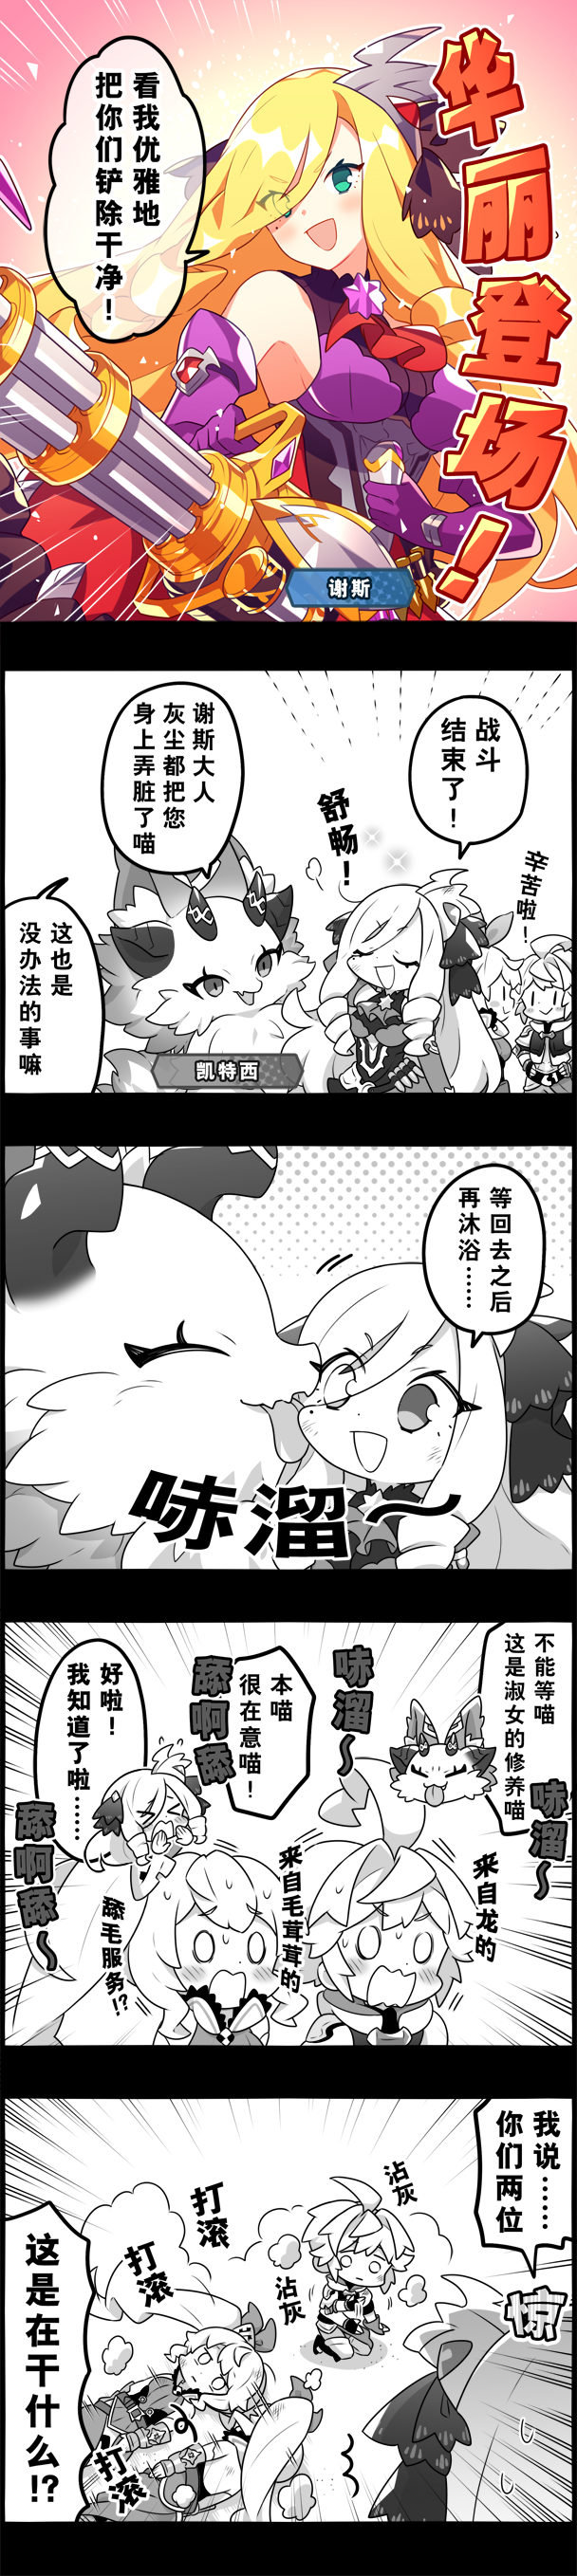 华丽登场！
看我优雅地
把你们铲除干净！
谢斯
战斗
结束了！
辛苦啦！
舒畅！
谢斯大人
灰尘都把您
身上弄脏了喵
这也是
没办法的事嘛
凯特西
等回去之后
再沐浴……
哧溜～
不能等喵
这是淑女的修养喵
哧溜～
哧溜～
本喵
很在意喵！
舔啊舔
好啦！
我知道了啦……
舔啊舔～
来自龙的
来自毛茸茸的
舔毛服务！？
我说……
你们两位
惊
沾灰
沾灰
打滚
打滚
打滚
这是在干什么！？